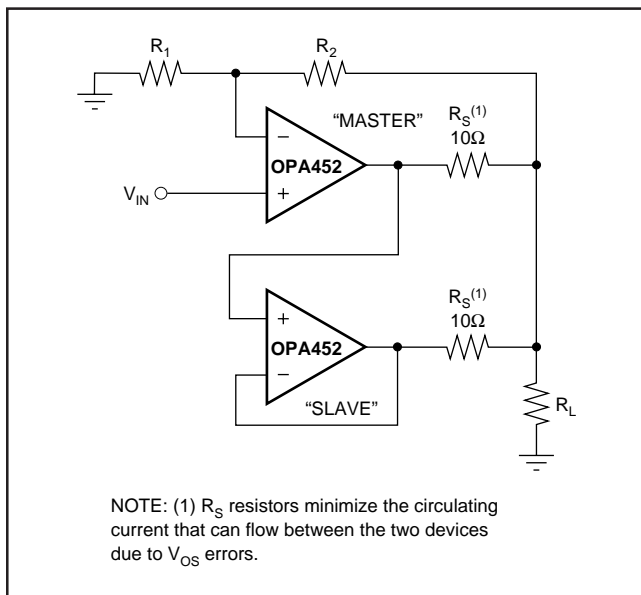 R1
R2
“MASTER”
RS(1)
10Ω
–
OPA452
+
VIN
RS(1)
10Ω
+
OPA452
–
“SLAVE”
RL
NOTE: (1) RS resistors minimize the circulating
current that can flow between the two devices
due to VOS errors.